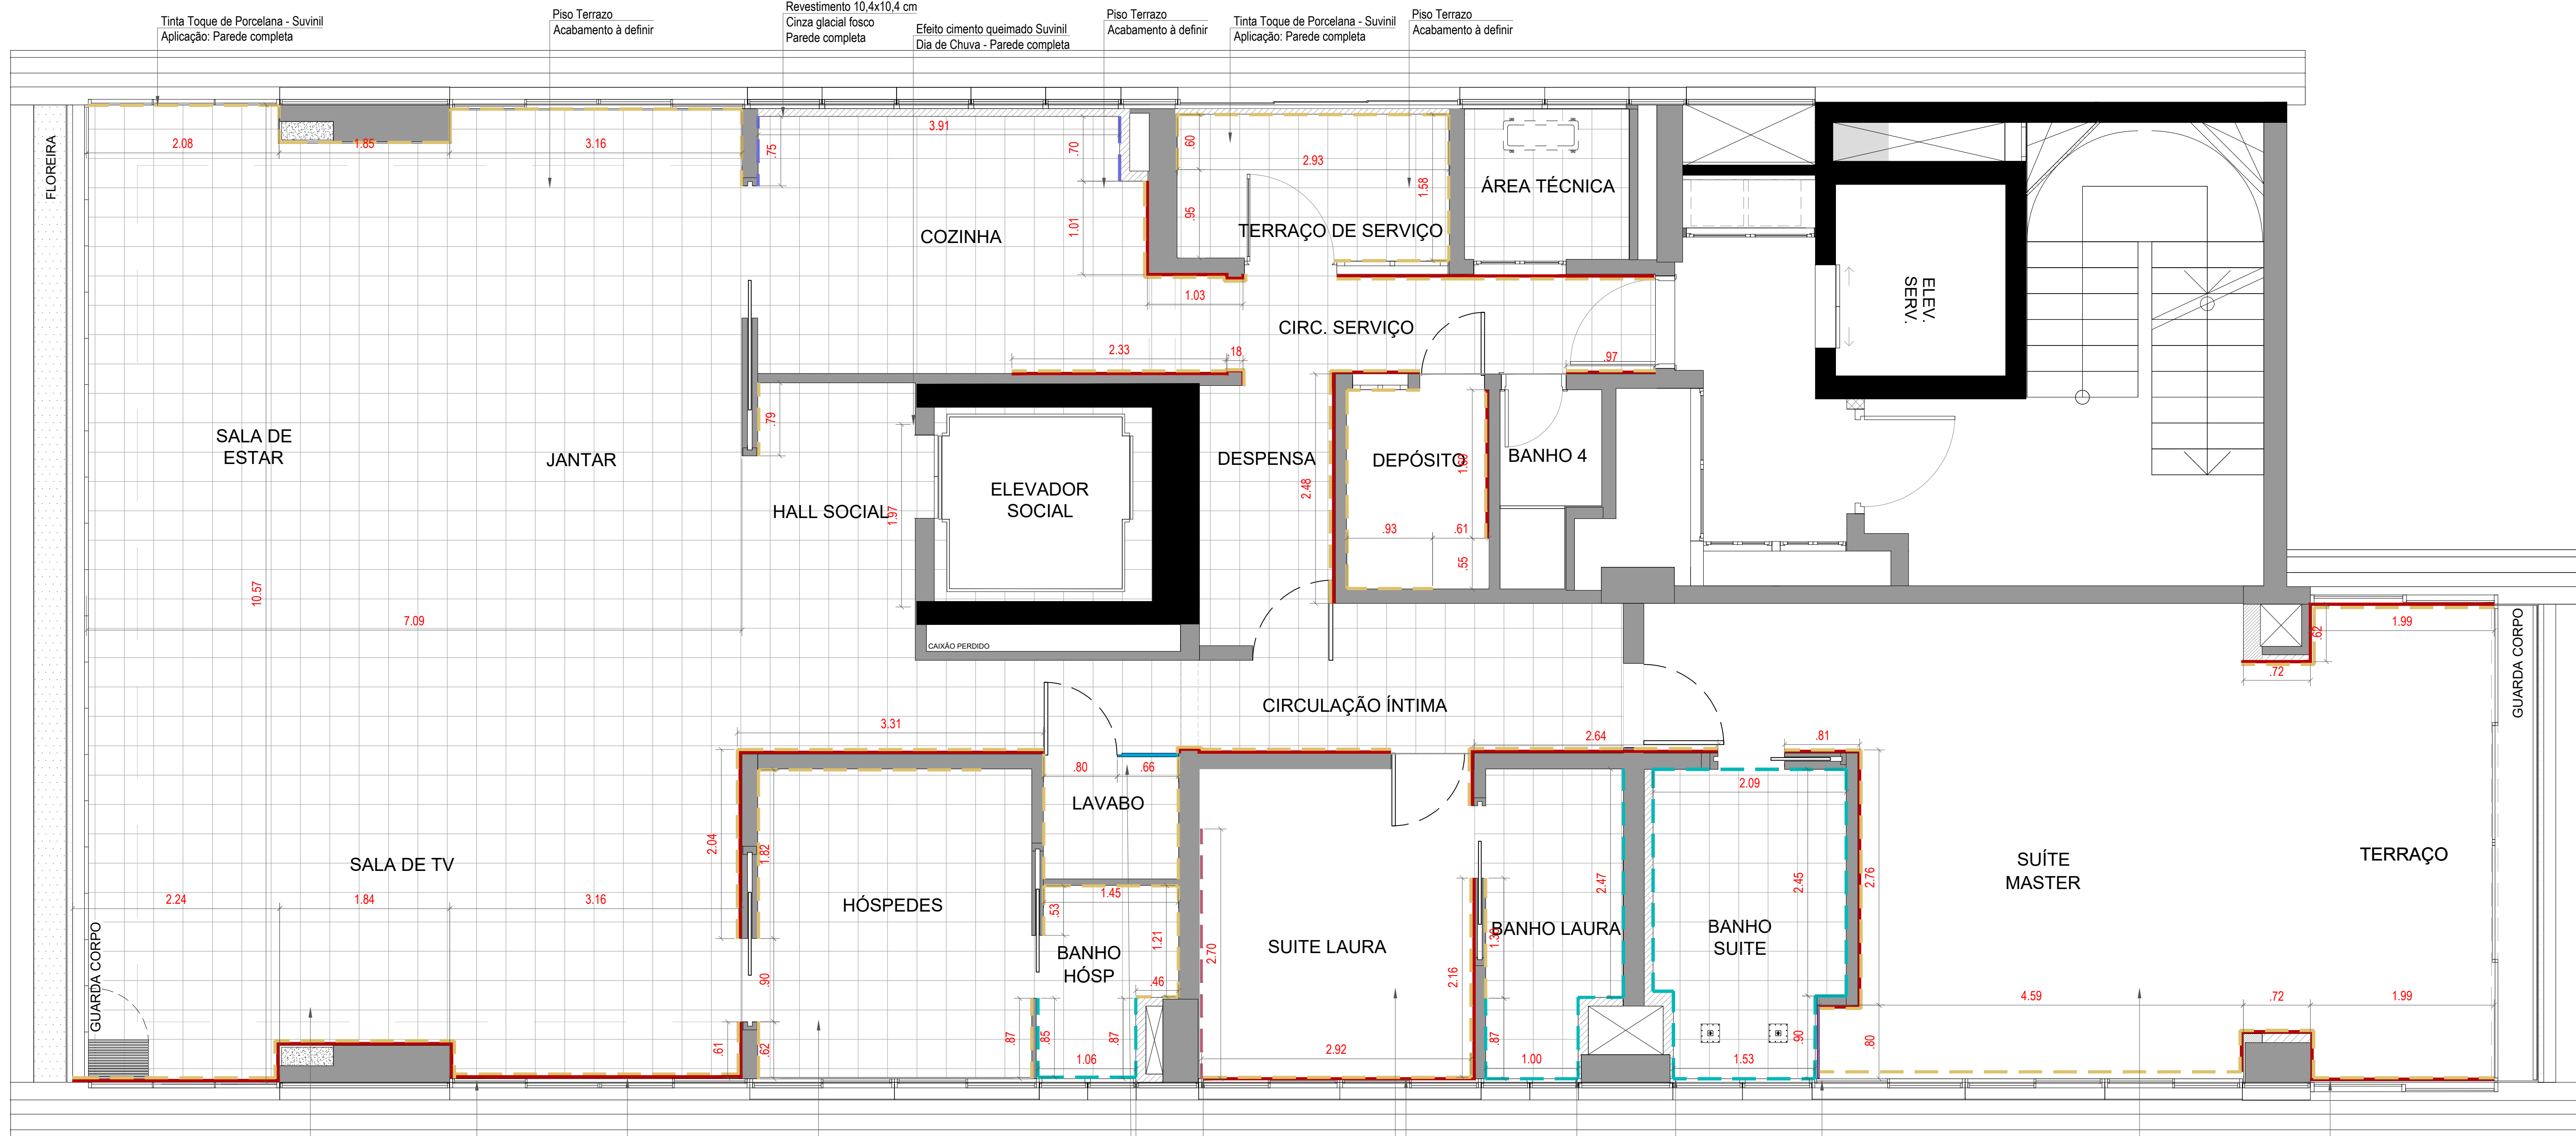 Tinta Toque de Porcelana - Suvinil
Aplicação: Parede completa
Piso Terrazo
Acabamento à definir
Revestimento 10,4x10,4 cm
Cinza glacial fosco
Parede completa
Efeito cimento queimado Suvinil
Dia de Chuva - Parede completa
Piso Terrazo
Acabamento à definir
Tinta Toque de Porcelana - Suvinil
Aplicação: Parede completa
Piso Terrazo
Acabamento à definir
FLOREIRA
2.08
1.85
3.16
.75
3.91
.70
1.01
COZINHA
.60
2.93
.95
1.58
TERRAÇO DE SERVIÇO
ÁREA TÉCNICA
1.03
CIRC. SERVIÇO
2.33
.18
.97
ELEV.
SERV.
SALA DE
ESTAR
JANTAR
.79
HALL SOCIAL
1.97
ELEVADOR
SOCIAL
DESPENSA
2.48
DEPÓSITO
.93
.61
.55
BANHO 4
10.57
7.09
CAIXÃO PERDIDO
CIRCULAÇÃO ÍNTIMA
1.99
.62
.72
GUARDA CORPO
3.31
.80
.66
LAVABO
2.64
.81
2.09
2.04
1.82
SALA DE TV
2.24
1.84
3.16
HÓSPEDES
1.45
.53
1.21
BANHO
HÓSP
.46
SUITE LAURA
2.70
2.16
2.47
BANHO LAURA
2.45
BANHO
SUITE
2.76
SUÍTE
MASTER
TERRAÇO
4.59
.72
1.99
GUARDA CORPO
.90
.61
.62
.87
.85
1.06
.87
2.92
.87
1.00
1.53
.90
.80